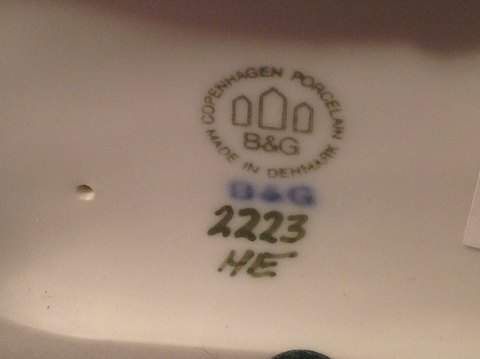 COPENHAGEN PORCELAIN
B&G
MADE IN DENMARK
B&G
2223
HE